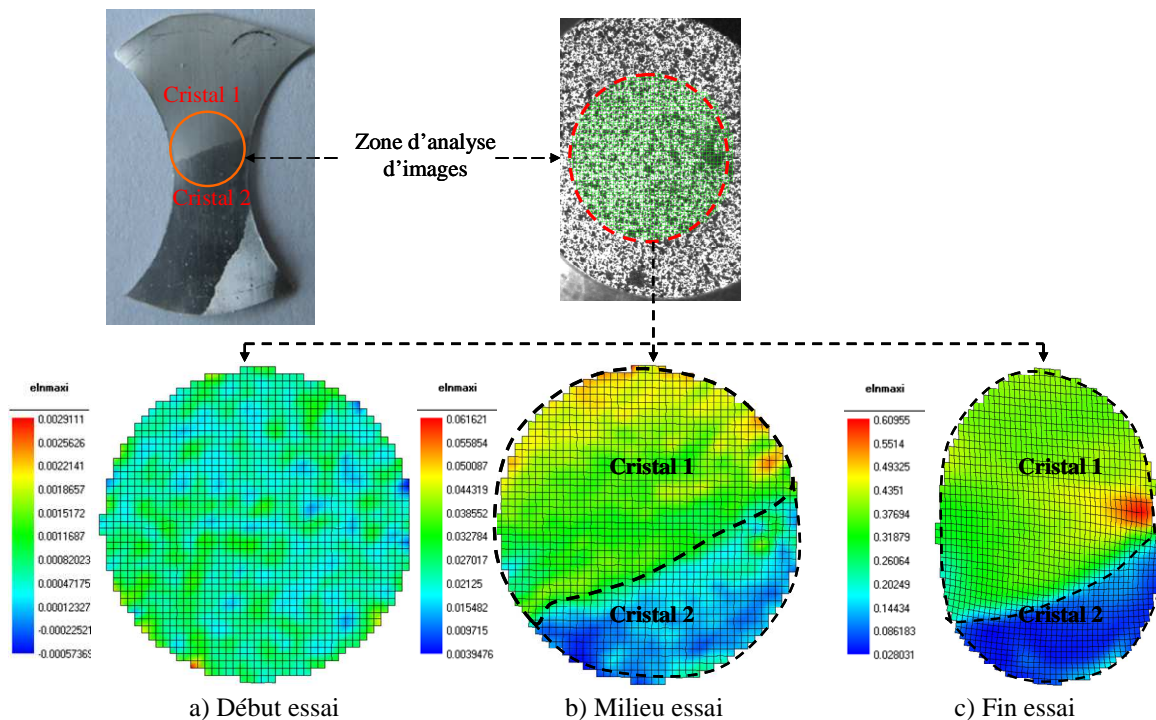 Cristal 1
Cristal 2
Zone d'analyse
d'images
elnmaxi
0.0029111
0.0025626
0.0022141
0.0018657
0.0015172
0.0011687
0.00082023
0.00047175
0.00012327
-0.00022521
-0.00057369
elnmaxi
0.061621
0.055854
0.050087
0.044319
0.038552
0.032784
0.027017
0.02125
0.015482
0.009715
0.0039476
Cristal 1
Cristal 2
elnmaxi
0.60955
0.5514
0.49325
0.4351
0.37694
0.31879
0.26064
0.20249
0.14434
0.086183
0.028031
Cristal 1
Cristal 2
a) Début essai
b) Milieu essai
c) Fin essai